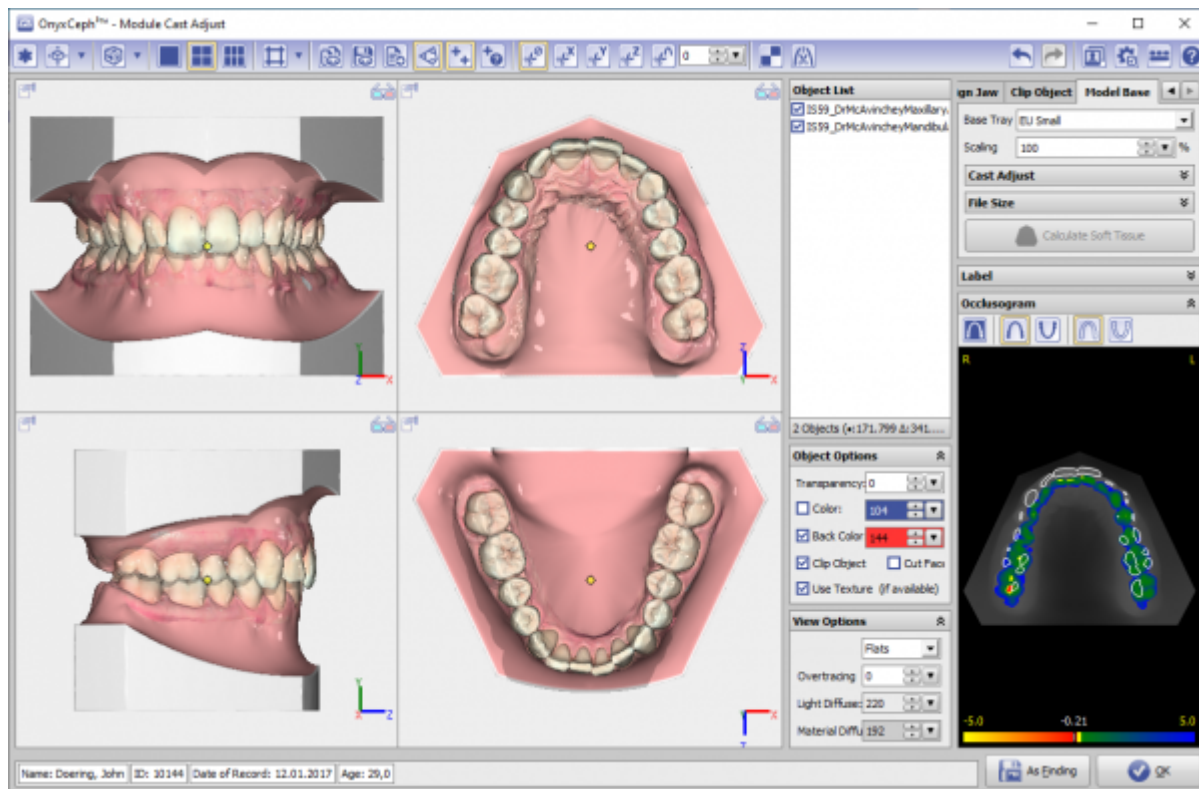 OnyxCeph³™ - Module Cast Adjust
0
Object List
IS59_DrMcAvincheyMaxillary.
IS59_DrMcAvincheyMandibul
2 Objects (•:171.799 Δ:341....
Object Options
Transparency: 0
Color: 104
Back Color 144
Clip Object Cut Face
Use Texture (if available)
View Options
Flats
Overtracing 0
Light Diffuse: 220
Material Diffu 192
ign Jaw Clip Object Model Base
Base Tray EU Small
Scaling 100 %
Cast Adjust
File Size
Calculate Soft Tissue
Label
Occlusogram
R L
-5.0 -0.21 5.0
Y
Z X
Z
Y X
Y
X Z
X
Name: Doering, John ID: 10144 Date of Record: 12.01.2017 Age: 29,0
As Finding OK